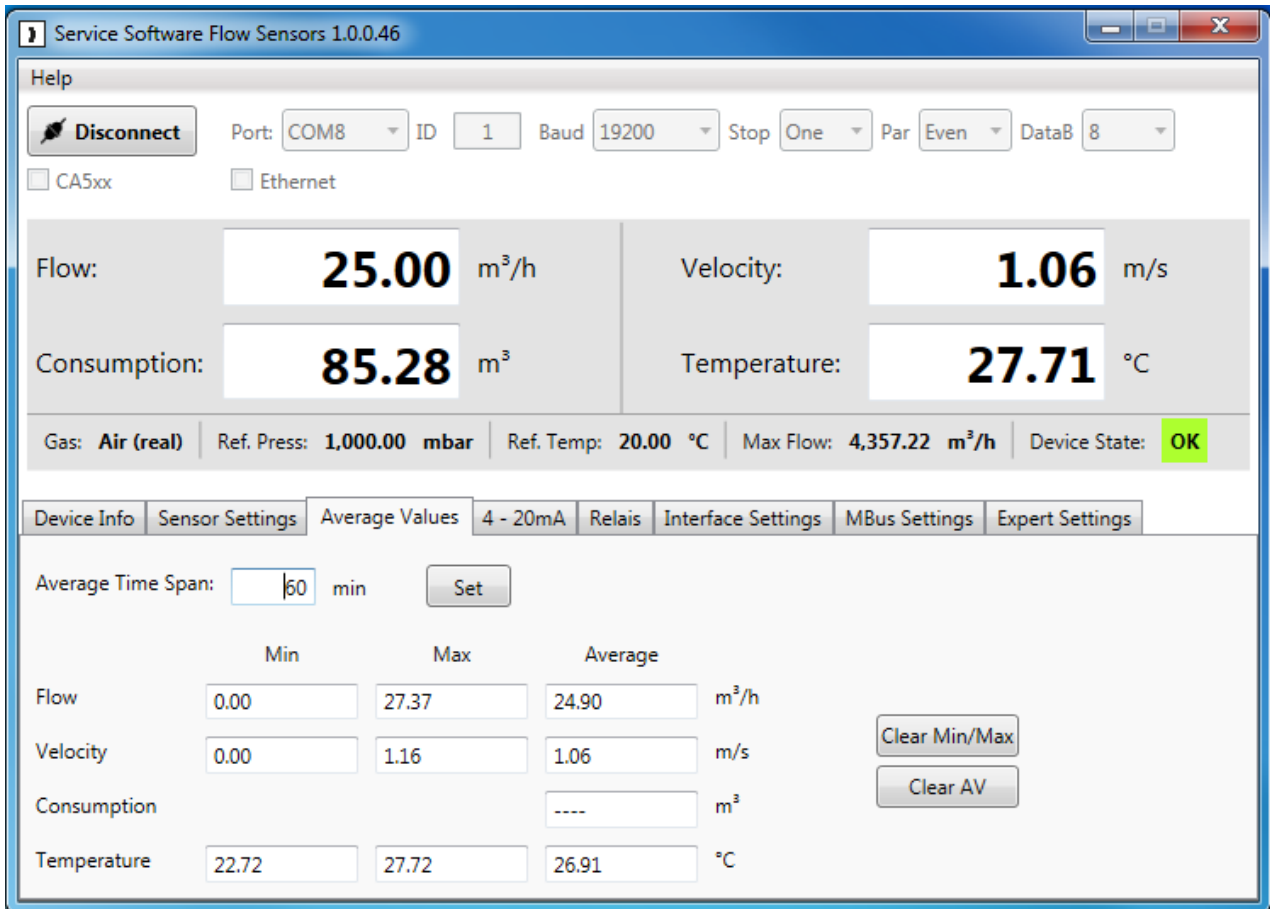 Service Software Flow Sensors 1.0.0.46
Help
Disconnect Port: COM8 ID 1 Baud 19200 Stop One Par Even DataB 8
CA5xx Ethernet
Flow: 25.00 m³/h Velocity: 1.06 m/s
Consumption: 85.28 m³ Temperature: 27.71 °C
Gas: Air (real) Ref. Press: 1,000.00 mbar Ref. Temp: 20.00 °C Max Flow: 4,357.22 m³/h Device State: OK
Device Info Sensor Settings Average Values 4 - 20mA Relais Interface Settings MBus Settings Expert Settings
Average Time Span: 60 min Set
Min Max Average
Flow 0.00 27.37 24.90 m³/h
Clear Min/Max
Velocity 0.00 1.16 1.06 m/s
Clear AV
Consumption ---- m³
Temperature 22.72 27.72 26.91 °C